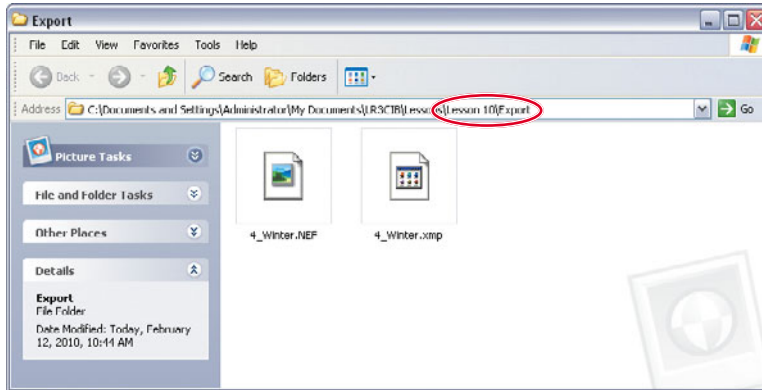 Export
File Edit View Favorites Tools Help
Back Search Folders
Address C:\Documents and Settings\Administrator\My Documents\LR3CIB\Lessons\Lesson 10\Export Go
Picture Tasks
File and Folder Tasks
Other Places
Details
Export
File Folder
Date Modified: Today, February
12, 2010, 10:44 AM
4_Winter.NEF 4_Winter.xmp